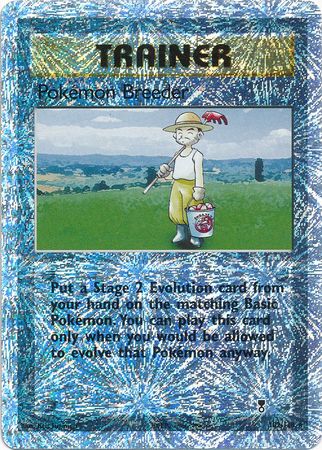 TRAINER
Pokémon Breeder
Put a Stage 2 Evolution card from
your hand on the matching Basic
Pokémon. You can play this card
only when you would be allowed
to evolve that Pokémon anyway.